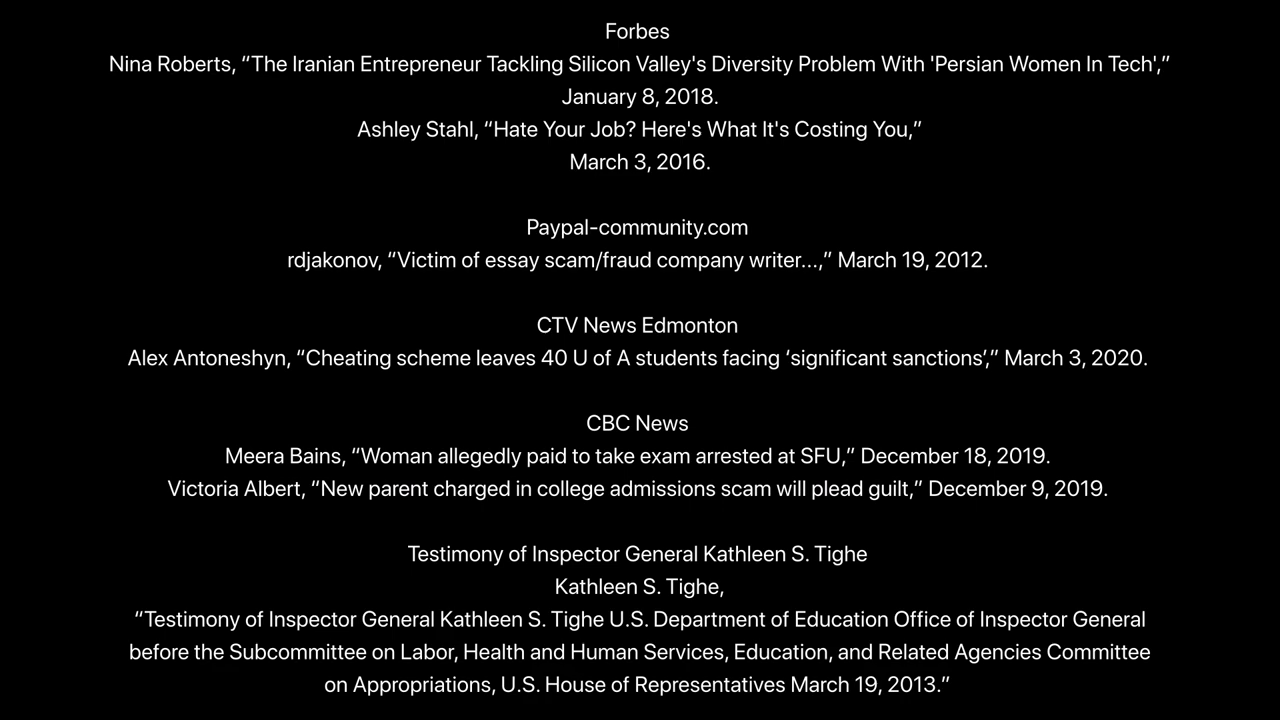 Forbes
Nina Roberts, “The Iranian Entrepreneur Tackling Silicon Valley's Diversity Problem With 'Persian Women In Tech',”
January 8, 2018.
Ashley Stahl, “Hate Your Job? Here's What It's Costing You,”
March 3, 2016.
Paypal-community.com
rdjakonov, “Victim of essay scam/fraud company writer...,” March 19, 2012.
CTV News Edmonton
Alex Antoneshyn, “Cheating scheme leaves 40 U of A students facing ‘significant sanctions’,” March 3, 2020.
CBC News
Meera Bains, “Woman allegedly paid to take exam arrested at SFU,” December 18, 2019.
Victoria Albert, “New parent charged in college admissions scam will plead guilt,” December 9, 2019.
Testimony of Inspector General Kathleen S. Tighe
Kathleen S. Tighe,
“Testimony of Inspector General Kathleen S. Tighe U.S. Department of Education Office of Inspector General
before the Subcommittee on Labor, Health and Human Services, Education, and Related Agencies Committee
on Appropriations, U.S. House of Representatives March 19, 2013.”